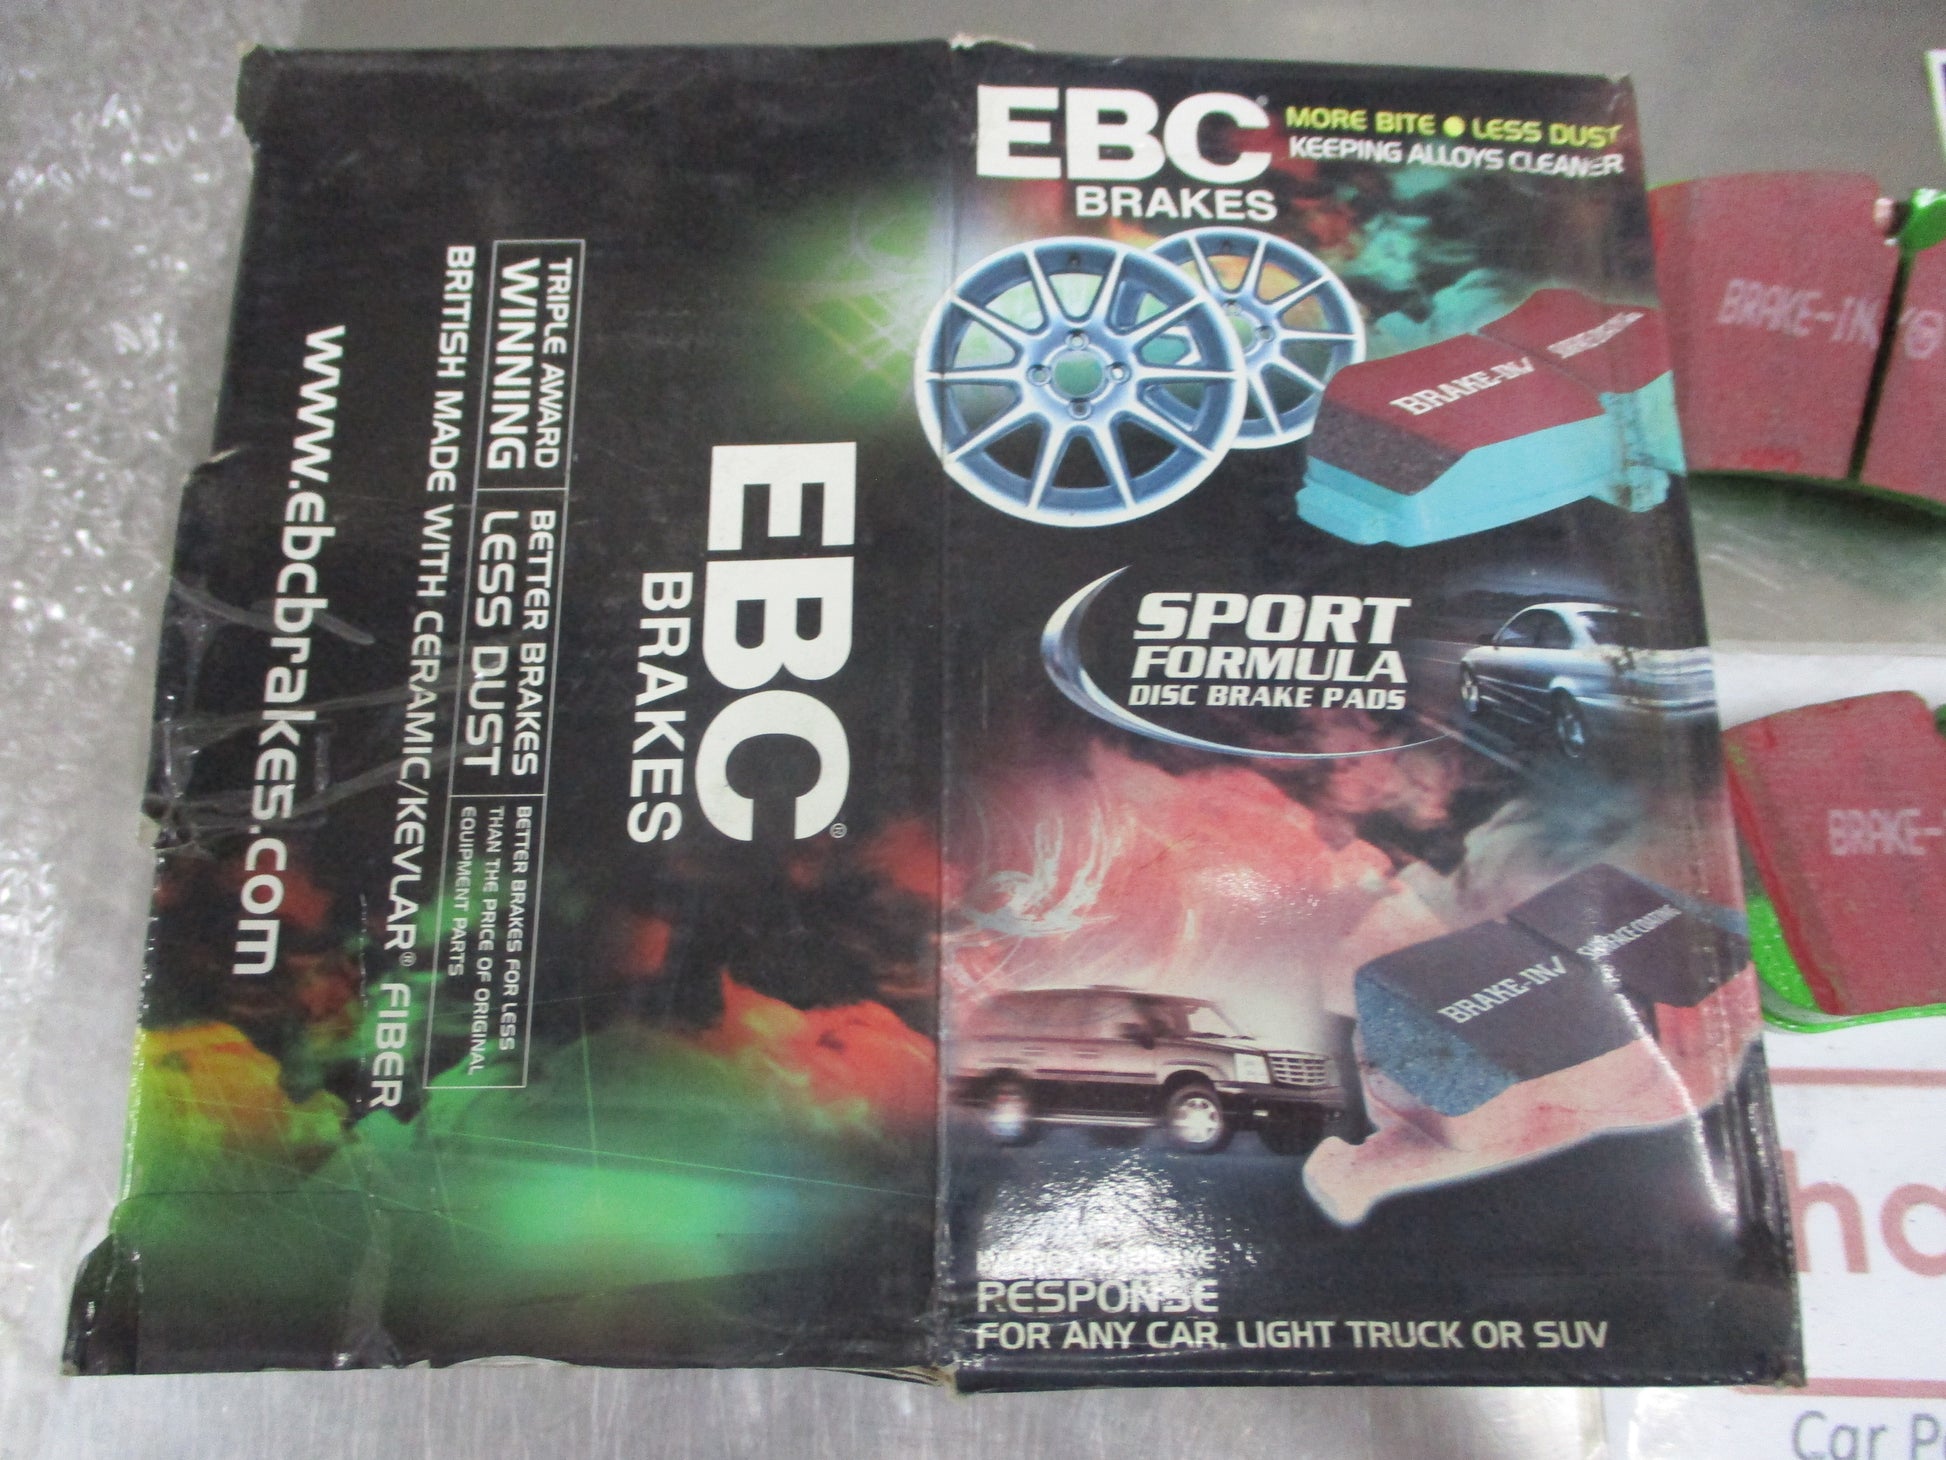 EBC®
BRAKES
MORE BITE ● LESS DUST
KEEPING ALLOYS CLEANER
BRAKE-IN
BRAKE-IN
SPORT
FORMULA
DISC BRAKE PADS
BRAKE-IN
SURFACE COATING
RESPONSE
FOR ANY CAR, LIGHT TRUCK OR SUV
EBC®
BRAKES
TRIPLE AWARD
WINNING
BETTER BRAKES
LESS DUST
BETTER BRAKES FOR LESS
THAN THE PRICE OF ORIGINAL
EQUIPMENT PARTS
BRITISH MADE WITH CERAMIC/KEVLAR® FIBER
www.ebcbrakes.com
BRAKE-
Car P